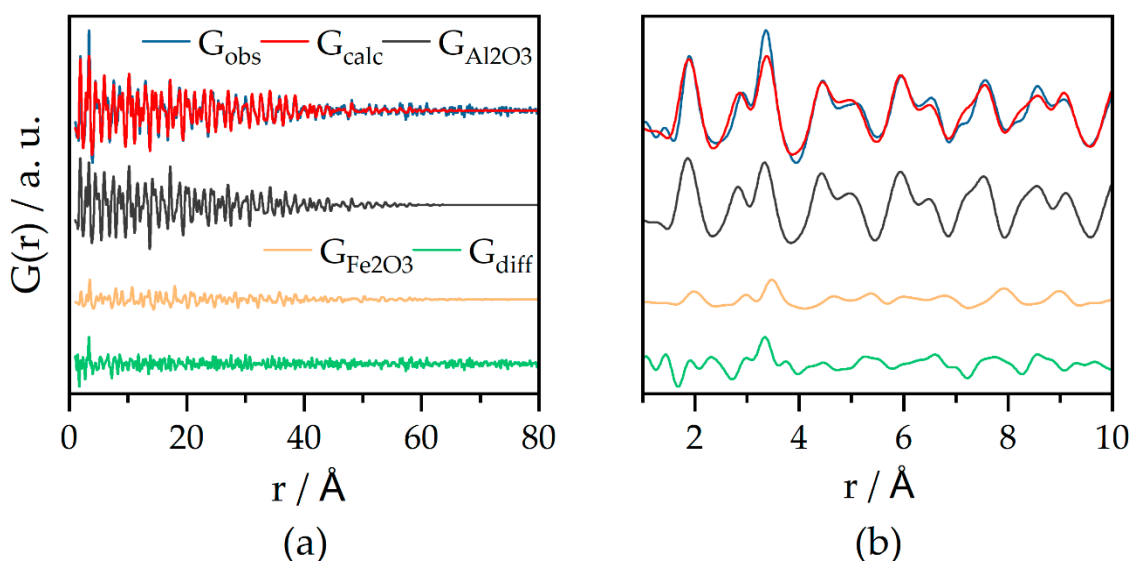 G(r) / a. u.
Gobs Gcalc GAl2O3
GFe2O3 Gdiff
0 20 40 60 80
r / Å
(a)
2 4 6 8 10
r / Å
(b)